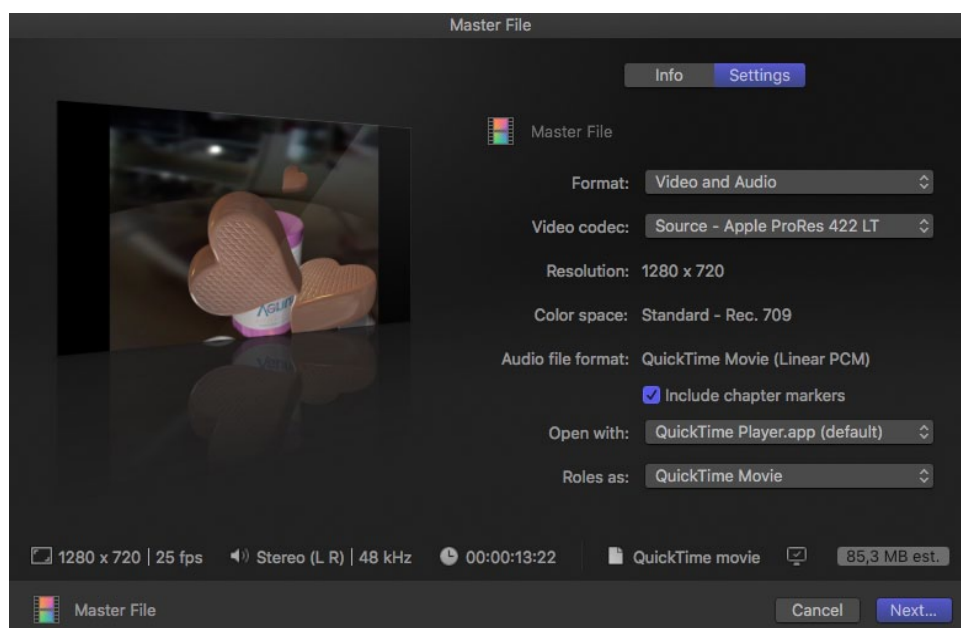 Master File
Info Settings
Master File
Format: Video and Audio
Video codec: Source - Apple ProRes 422 LT
Resolution: 1280 x 720
Color space: Standard - Rec. 709
Audio file format: QuickTime Movie (Linear PCM)
Include chapter markers
Open with: QuickTime Player.app (default)
Roles as: QuickTime Movie
1280 x 720 | 25 fps Stereo (L R) | 48 kHz 00:00:13:22 QuickTime movie 85,3 MB est.
Master File Cancel Next...